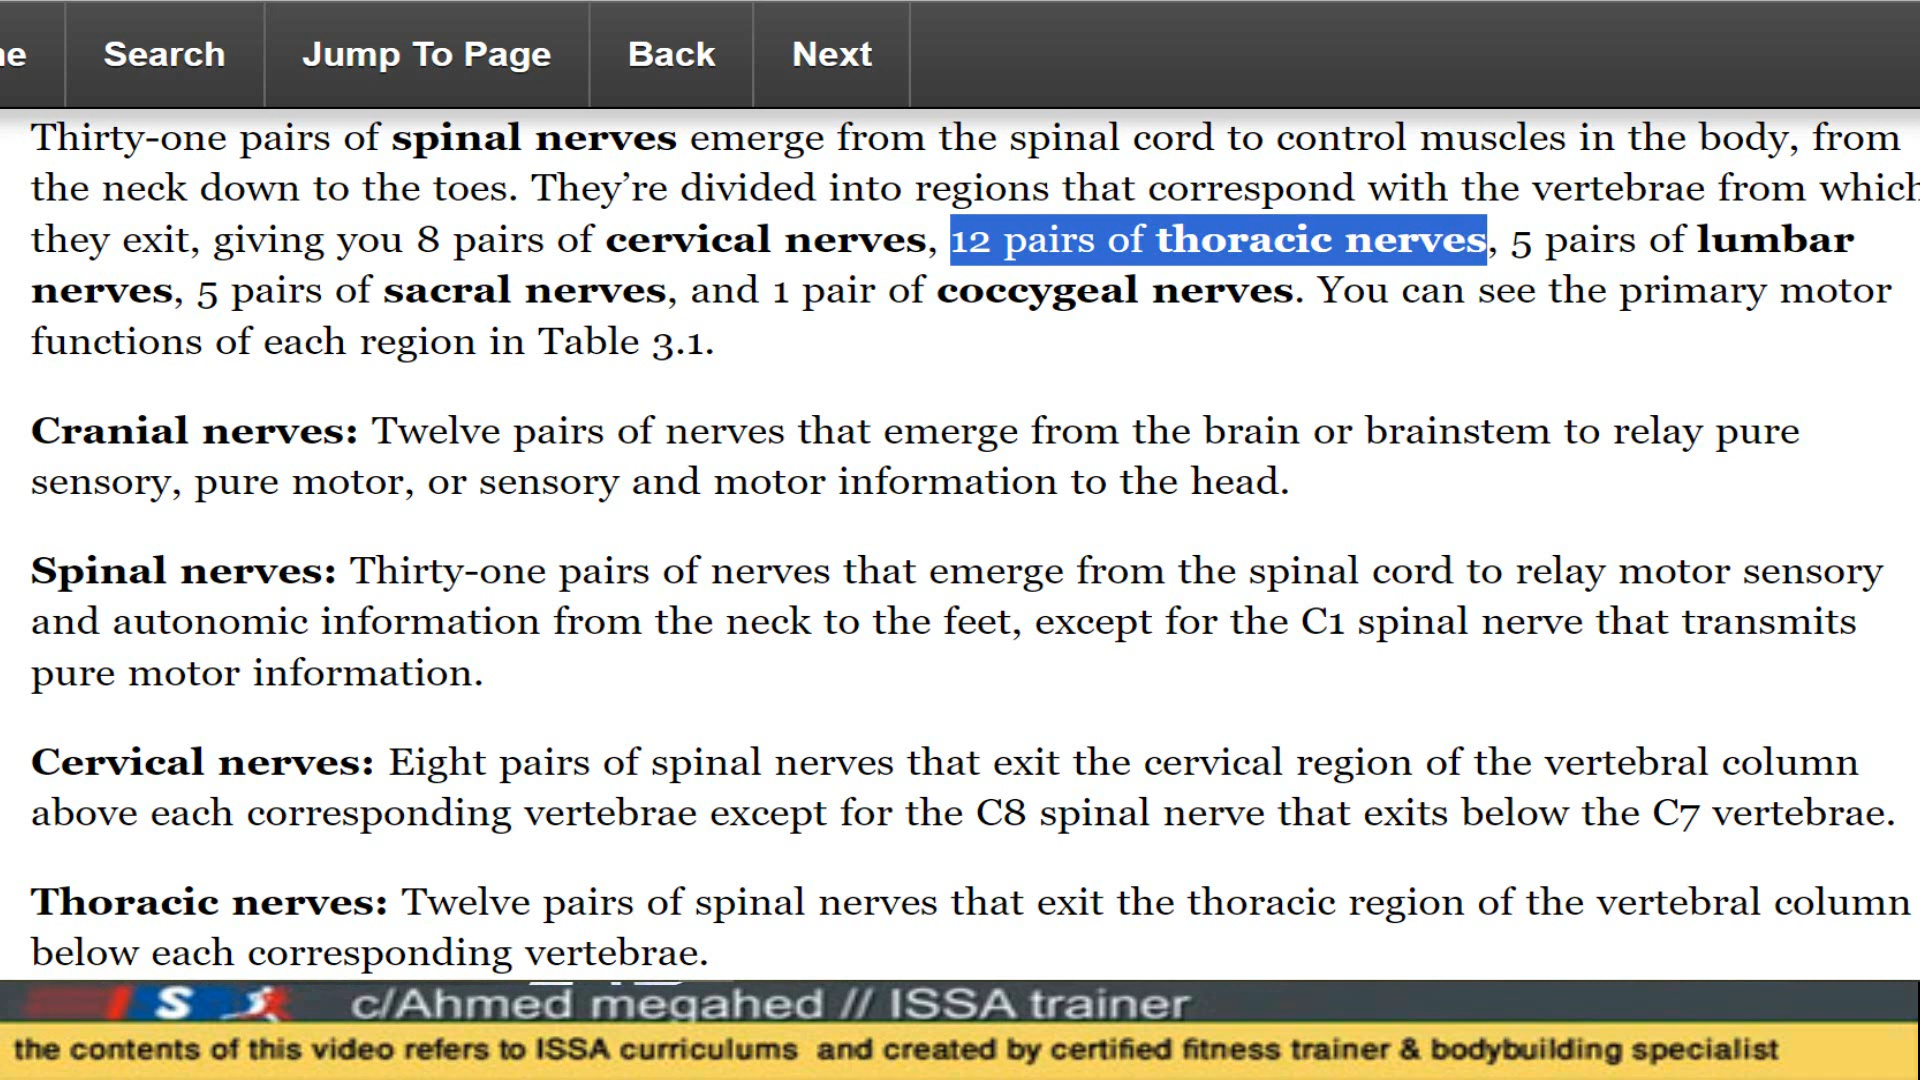 Search Jump To Page Back Next
Thirty-one pairs of spinal nerves emerge from the spinal cord to control muscles in the body, from
the neck down to the toes. They’re divided into regions that correspond with the vertebrae from which
they exit, giving you 8 pairs of cervical nerves, 12 pairs of thoracic nerves, 5 pairs of lumbar
nerves, 5 pairs of sacral nerves, and 1 pair of coccygeal nerves. You can see the primary motor
functions of each region in Table 3.1.
Cranial nerves: Twelve pairs of nerves that emerge from the brain or brainstem to relay pure
sensory, pure motor, or sensory and motor information to the head.
Spinal nerves: Thirty-one pairs of nerves that emerge from the spinal cord to relay motor sensory
and autonomic information from the neck to the feet, except for the C1 spinal nerve that transmits
pure motor information.
Cervical nerves: Eight pairs of spinal nerves that exit the cervical region of the vertebral column
above each corresponding vertebrae except for the C8 spinal nerve that exits below the C7 vertebrae.
Thoracic nerves: Twelve pairs of spinal nerves that exit the thoracic region of the vertebral column
below each corresponding vertebrae.
c/Ahmed megahed // ISSA trainer
the contents of this video refers to ISSA curriculums and created by certified fitness trainer & bodybuilding specialist